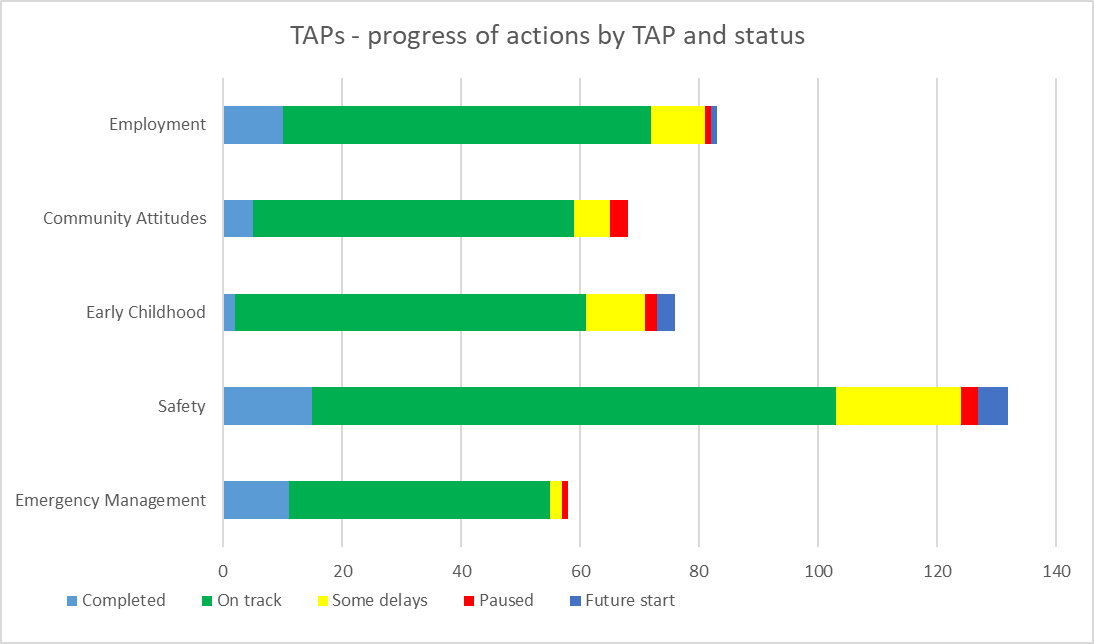 TAPs - progress of actions by TAP and status
Employment
Community Attitudes
Early Childhood
Safety
Emergency Management
0 20 40 60 80 100 120 140
Completed On track Some delays Paused Future start